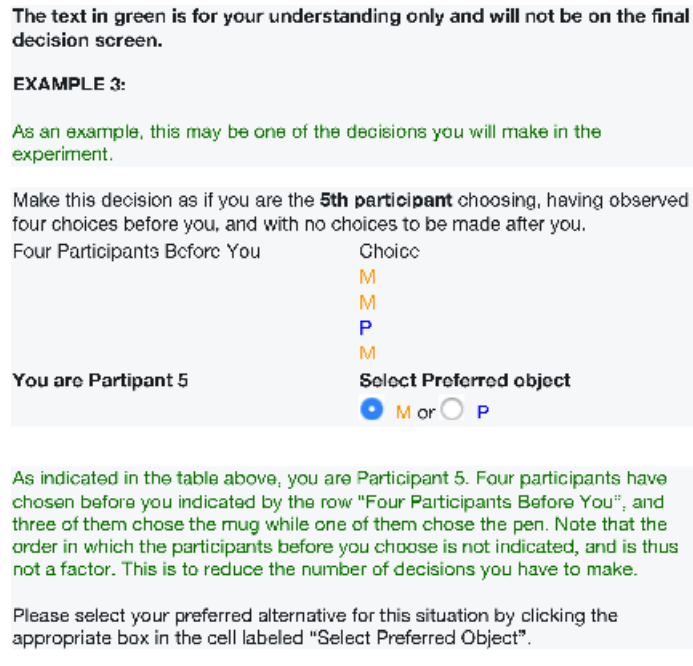 The text in green is for your understanding only and will not be on the final
decision screen.
EXAMPLE 3:
As an example, this may be one of the decisions you will make in the
experiment.
Make this decision as if you are the 5th participant choosing, having observed
four choices before you, and with no choices to be made after you.
Four Participants Before You Choice
M
M
P
M
You are Partipant 5 Select Preferred object
M or P
As indicated in the table above, you are Participant 5. Four participants have
chosen before you indicated by the row "Four Participants Before You", and
three of them chose the mug while one of them chose the pen. Note that the
order in which the participants before you choose is not indicated, and is thus
not a factor. This is to reduce the number of decisions you have to make.
Please select your preferred alternative for this situation by clicking the
appropriate box in the cell labeled “Select Preferred Object”.